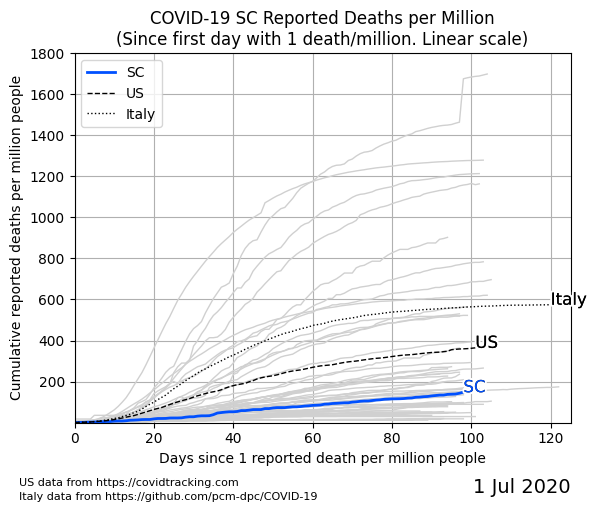 COVID-19 SC Reported Deaths per Million
(Since first day with 1 death/million. Linear scale)
Cumulative reported deaths per million people
1800
1600
1400
1200
1000
800
600
400
200
SC
US
Italy
Italy
US
SC
0
20
40
60
80
100
120
Days since 1 reported death per million people
US data from https://covidtracking.com
Italy data from https://github.com/pcm-dpc/COVID-19
1 Jul 2020